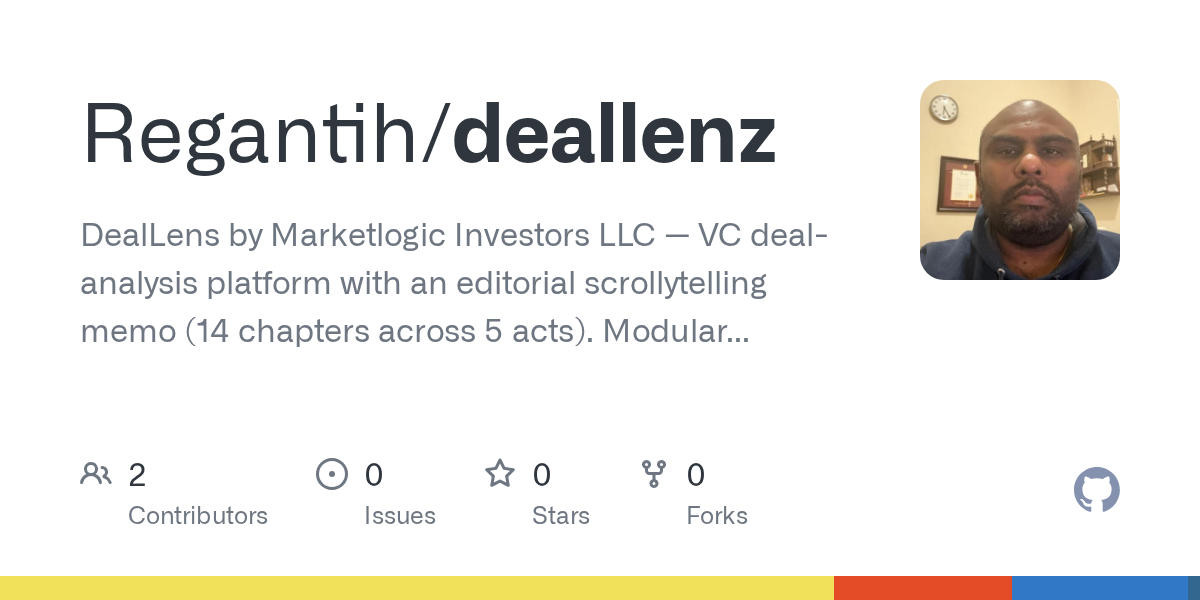 Regantih/deallenz
DealLens by Marketlogic Investors LLC — VC deal-
analysis platform with an editorial scrollytelling
memo (14 chapters across 5 acts). Modular...
2
Contributors
0
Issues
0
Stars
0
Forks